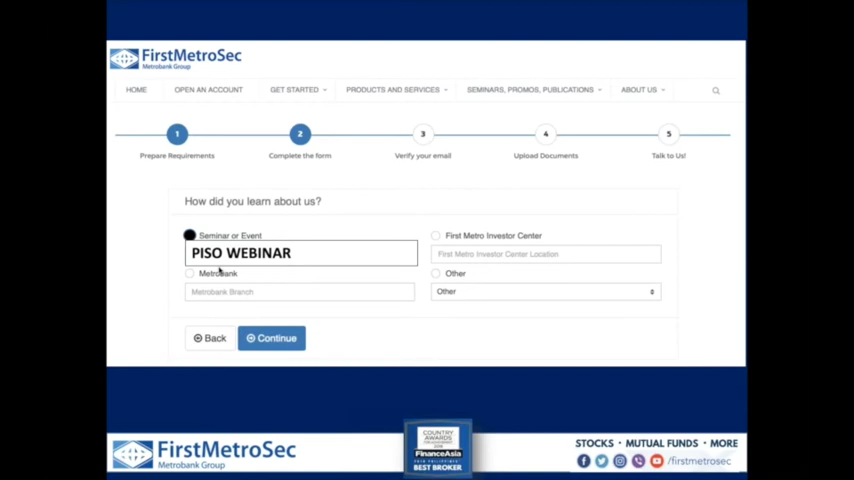 FirstMetroSec
Metrobank Group
HOME OPEN AN ACCOUNT GET STARTED PRODUCTS AND SERVICES SEMINARS, PROMOS, PUBLICATIONS ABOUT US
1 2 3 4 5
Prepare Requirements Complete the form Verify your email Upload Documents Talk to Us!
How did you learn about us?
Seminar or Event First Metro Investor Center
PISO WEBINAR First Metro Investor Center Location
Metrobank Other
Metrobank Branch Other
Back Continue
FirstMetroSec
Metrobank Group
COUNTRY
AWARDS
FinanceAsia
BEST BROKER
STOCKS • MUTUAL FUNDS • MORE
/firstmetrosec